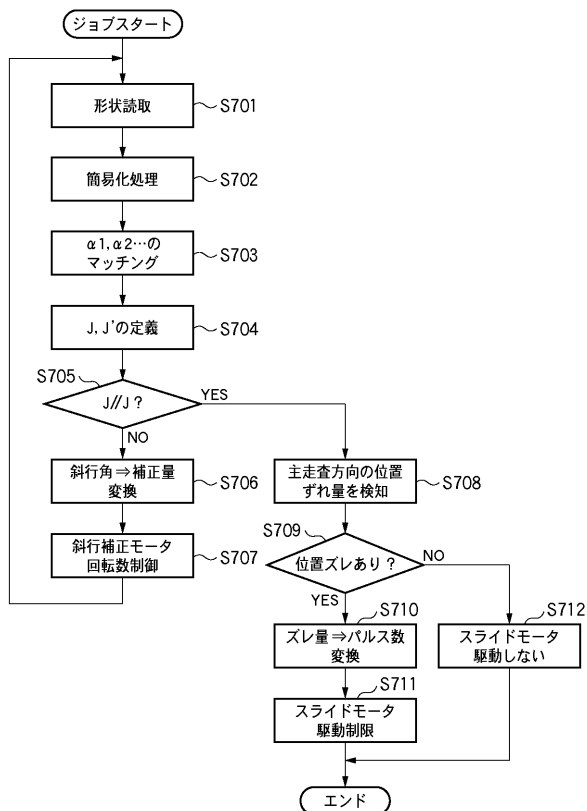 ジョブスタート
形状読取
S701
簡易化処理
S702
α1,α2…の
マッチング
S703
J,J'の定義
S704
S705
J//J?
YES
NO
斜行角⇒補正量
変換
S706
主走査方向の位置
ずれ量を検知
S708
斜行補正モータ
回転数制御
S707
S709
位置ズレあり?
NO
YES
S710
ズレ量⇒パルス数
変換
S712
スライドモータ
駆動しない
S711
スライドモータ
駆動制限
エンド